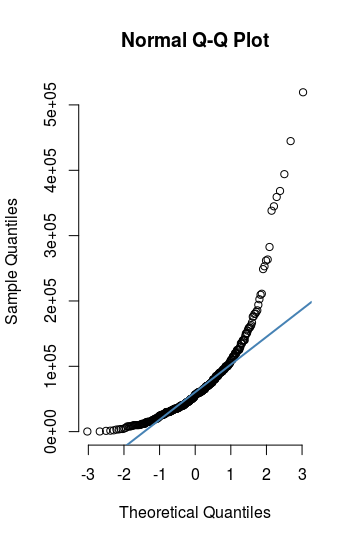 Normal Q-Q Plot
Sample Quantiles
5e+05
4e+05
3e+05
2e+05
1e+05
0e+00
-3 -2 -1 0 1 2 3
Theoretical Quantiles